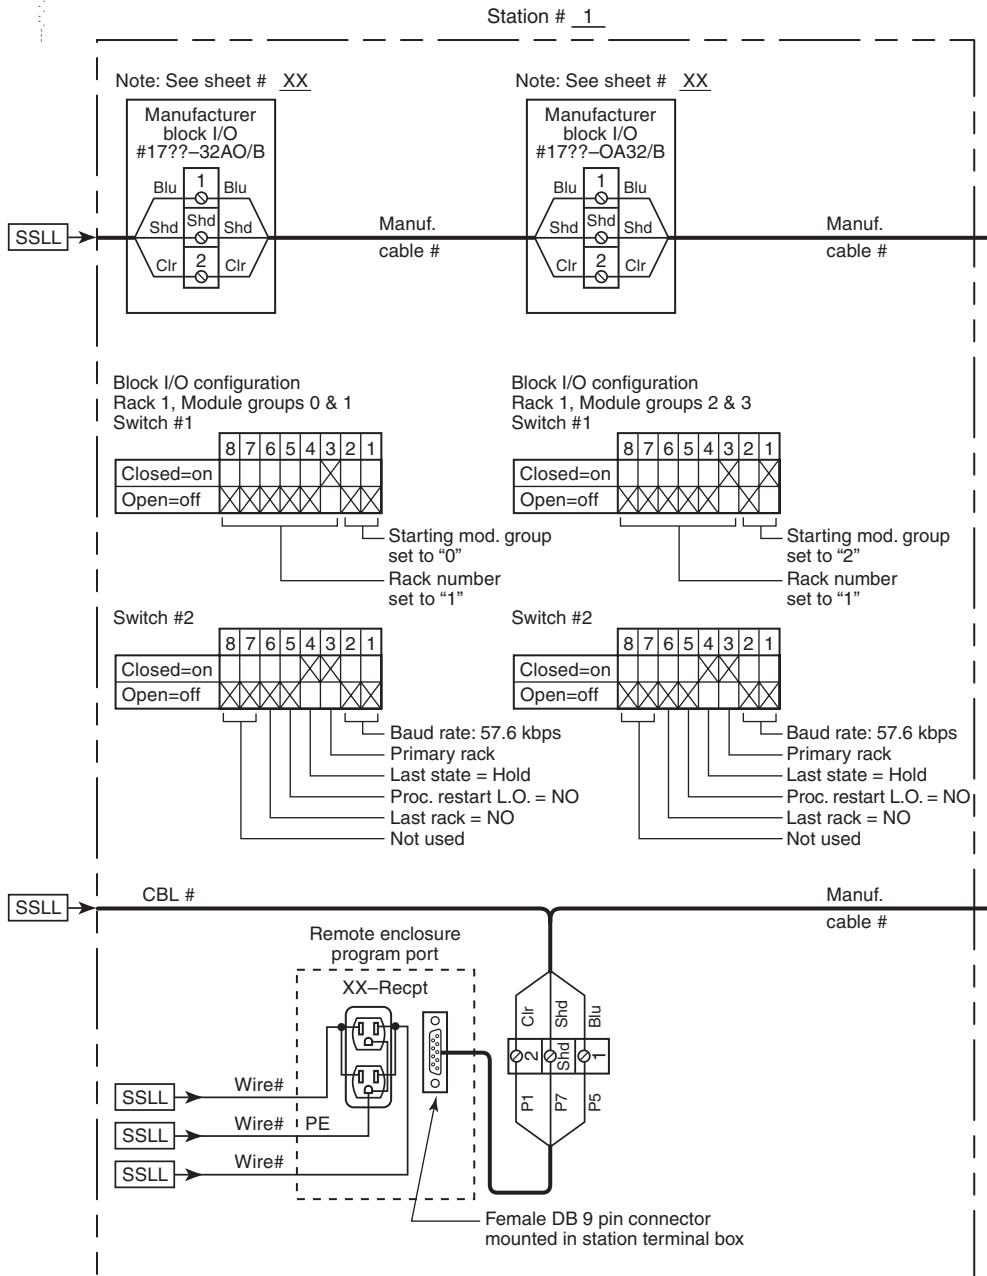 Station # 1
Note: See sheet # XX
Manufacturer
block I/O
#17??–32AO/B
1
Blu Blu
Shd Shd Shd
2
Clr Clr
Note: See sheet # XX
Manufacturer
block I/O
#17??–OA32/B
1
Blu Blu
Shd Shd Shd
2
Clr Clr
SSLL
Manuf.
cable #
Manuf.
cable #
Block I/O configuration
Rack 1, Module groups 0 & 1
Switch #1
8 7 6 5 4 3 2 1
Closed=on
Open=off
Starting mod. group
set to “0”
Rack number
set to “1”
Block I/O configuration
Rack 1, Module groups 2 & 3
Switch #1
8 7 6 5 4 3 2 1
Closed=on
Open=off
Starting mod. group
set to “2”
Rack number
set to “1”
Switch #2
8 7 6 5 4 3 2 1
Closed=on
Open=off
Baud rate: 57.6 kbps
Primary rack
Last state = Hold
Proc. restart L.O. = NO
Last rack = NO
Not used
Switch #2
8 7 6 5 4 3 2 1
Closed=on
Open=off
Baud rate: 57.6 kbps
Primary rack
Last state = Hold
Proc. restart L.O. = NO
Last rack = NO
Not used
SSLL
CBL #
Manuf.
cable #
Remote enclosure
program port
XX–Recpt
Clr Shd Blu
2 Shd 1
P1 P7 P5
SSLL Wire#
SSLL Wire# PE
SSLL Wire#
Female DB 9 pin connector
mounted in station terminal box